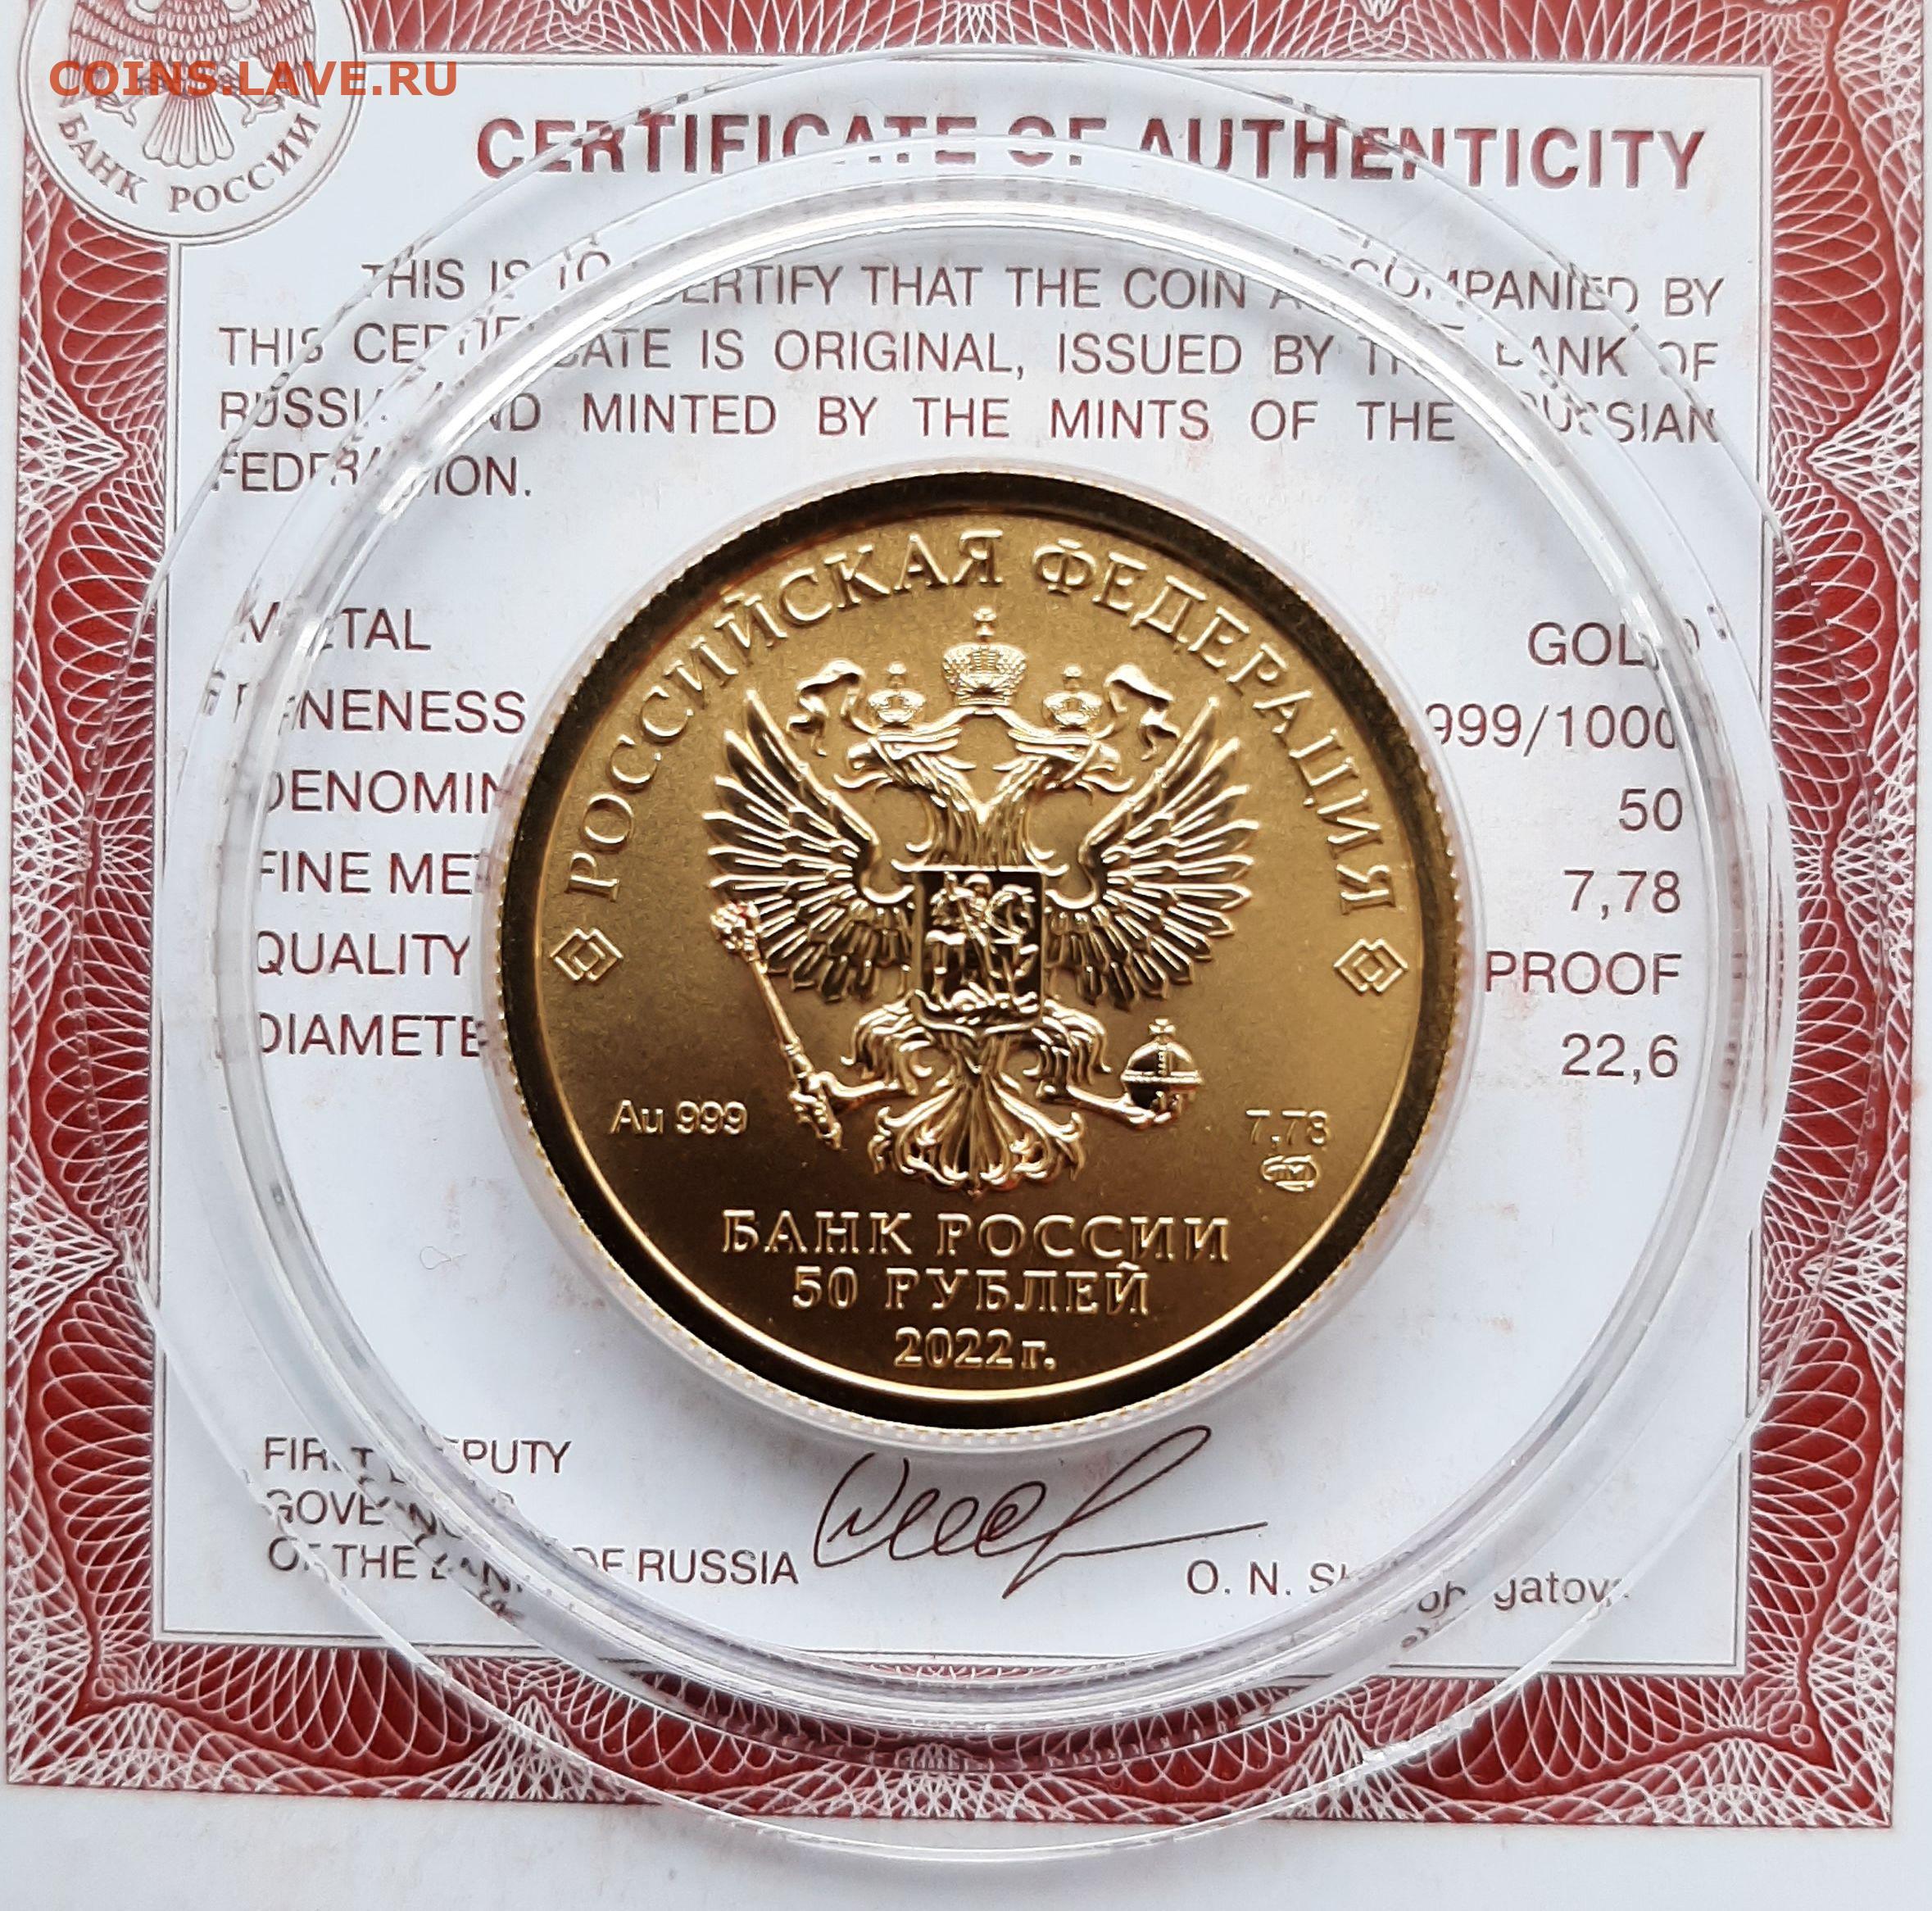 COINS.LAVE.RU
БАНК РОССИИ
CERTIFICATE OF AUTHENTICITY
THIS IS TO CERTIFY THAT THE COIN ACCOMPANIED BY
THIS CERTIFICATE IS ORIGINAL, ISSUED BY THE BANK OF
RUSSIA AND MINTED BY THE MINTS OF THE RUSSIAN
FEDERATION.
METAL GOLD
FINENESS 999/1000
DENOMIN 50
FINE MET 7,78
QUALITY PROOF
DIAMETE 22,6
РОССИЙСКАЯ ФЕДЕРАЦИЯ
Au 999 7,78
БАНК РОССИИ
50 РУБЛЕЙ
2022 г.
FIRST DEPUTY
GOVERNOR
OF THE BANK OF RUSSIA
O. N. Skorobogatova